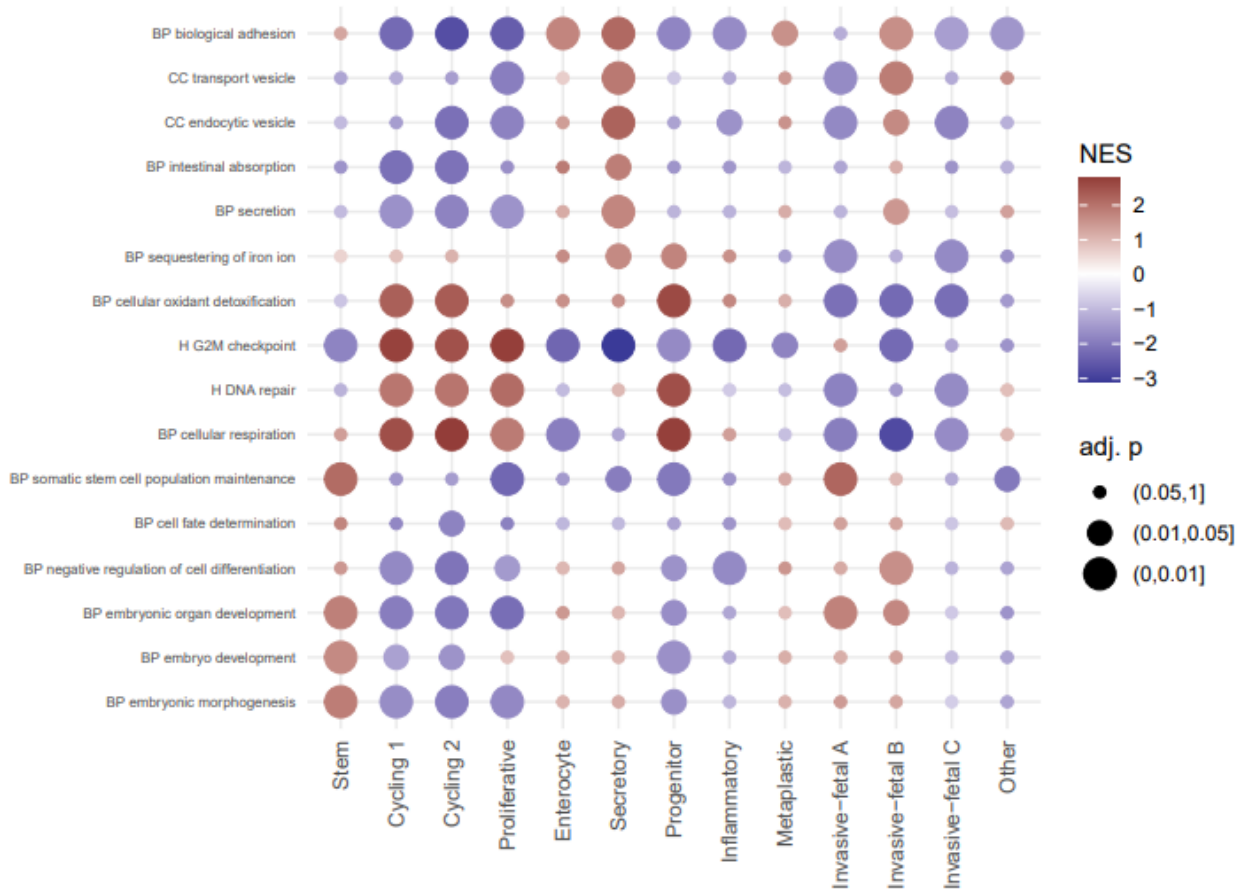 BP biological adhesion
CC transport vesicle
CC endocytic vesicle
BP intestinal absorption
BP secretion
BP sequestering of iron ion
BP cellular oxidant detoxification
H G2M checkpoint
H DNA repair
BP cellular respiration
BP somatic stem cell population maintenance
BP cell fate determination
BP negative regulation of cell differentiation
BP embryonic organ development
BP embryo development
BP embryonic morphogenesis
Stem
Cycling 1
Cycling 2
Proliferative
Enterocyte
Secretory
Progenitor
Inflammatory
Metaplastic
Invasive−fetal A
Invasive−fetal B
Invasive−fetal C
Other
NES
2
1
0
−1
−2
−3
adj. p
(0.05,1]
(0.01,0.05]
(0,0.01]